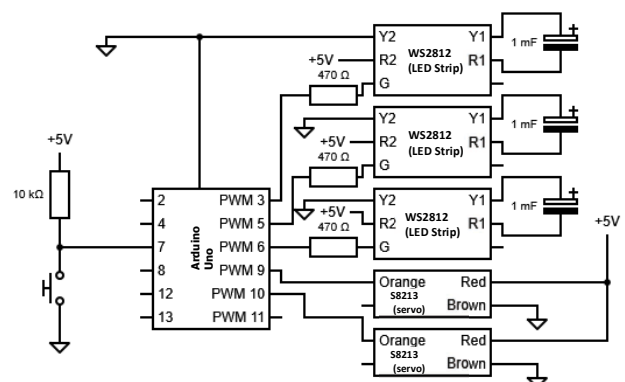 Y2 WS2812 Y1
(LED Strip)
+5V R2 R1
470 Ω G
1 mF
Y2 WS2812 Y1
(LED Strip)
+5V R2 R1
470 Ω G
1 mF
Y2 WS2812 Y1
(LED Strip)
+5V R2 R1
470 Ω G
1 mF
+5V
10 kΩ
Arduino
Uno
2 PWM 3
4 PWM 5
7 PWM 6
8 PWM 9
12 PWM 10
13 PWM 11
+5V
Orange Red
S8213
(servo)
Brown
Orange Red
S8213
(servo)
Brown